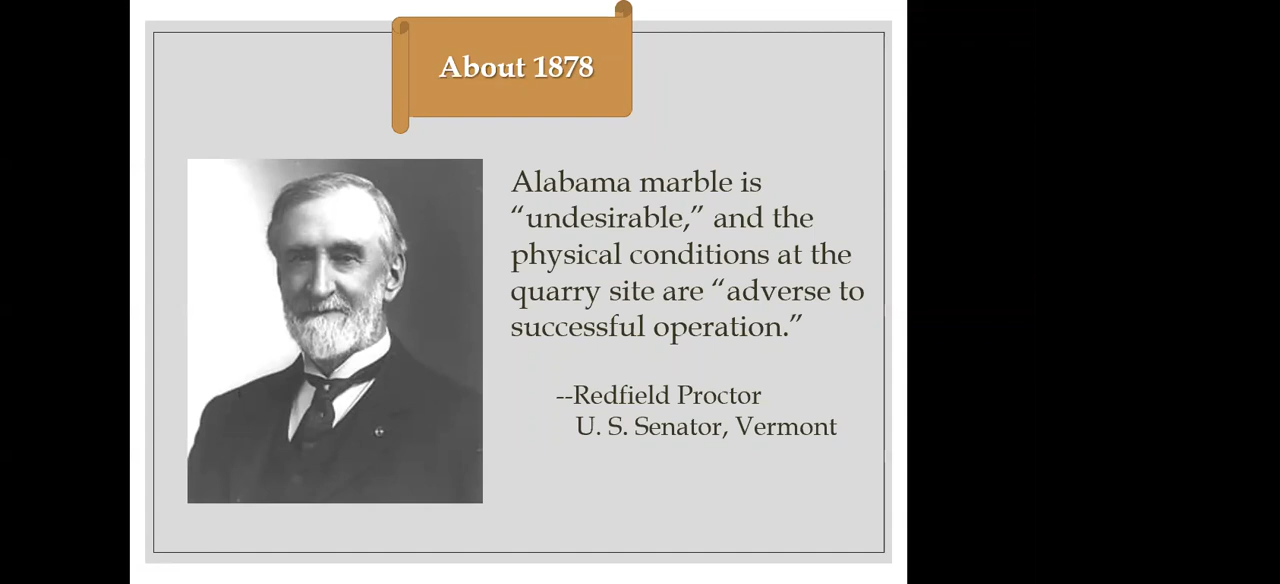 About 1878
Alabama marble is
“undesirable,” and the
physical conditions at the
quarry site are “adverse to
successful operation.”
--Redfield Proctor
U. S. Senator, Vermont